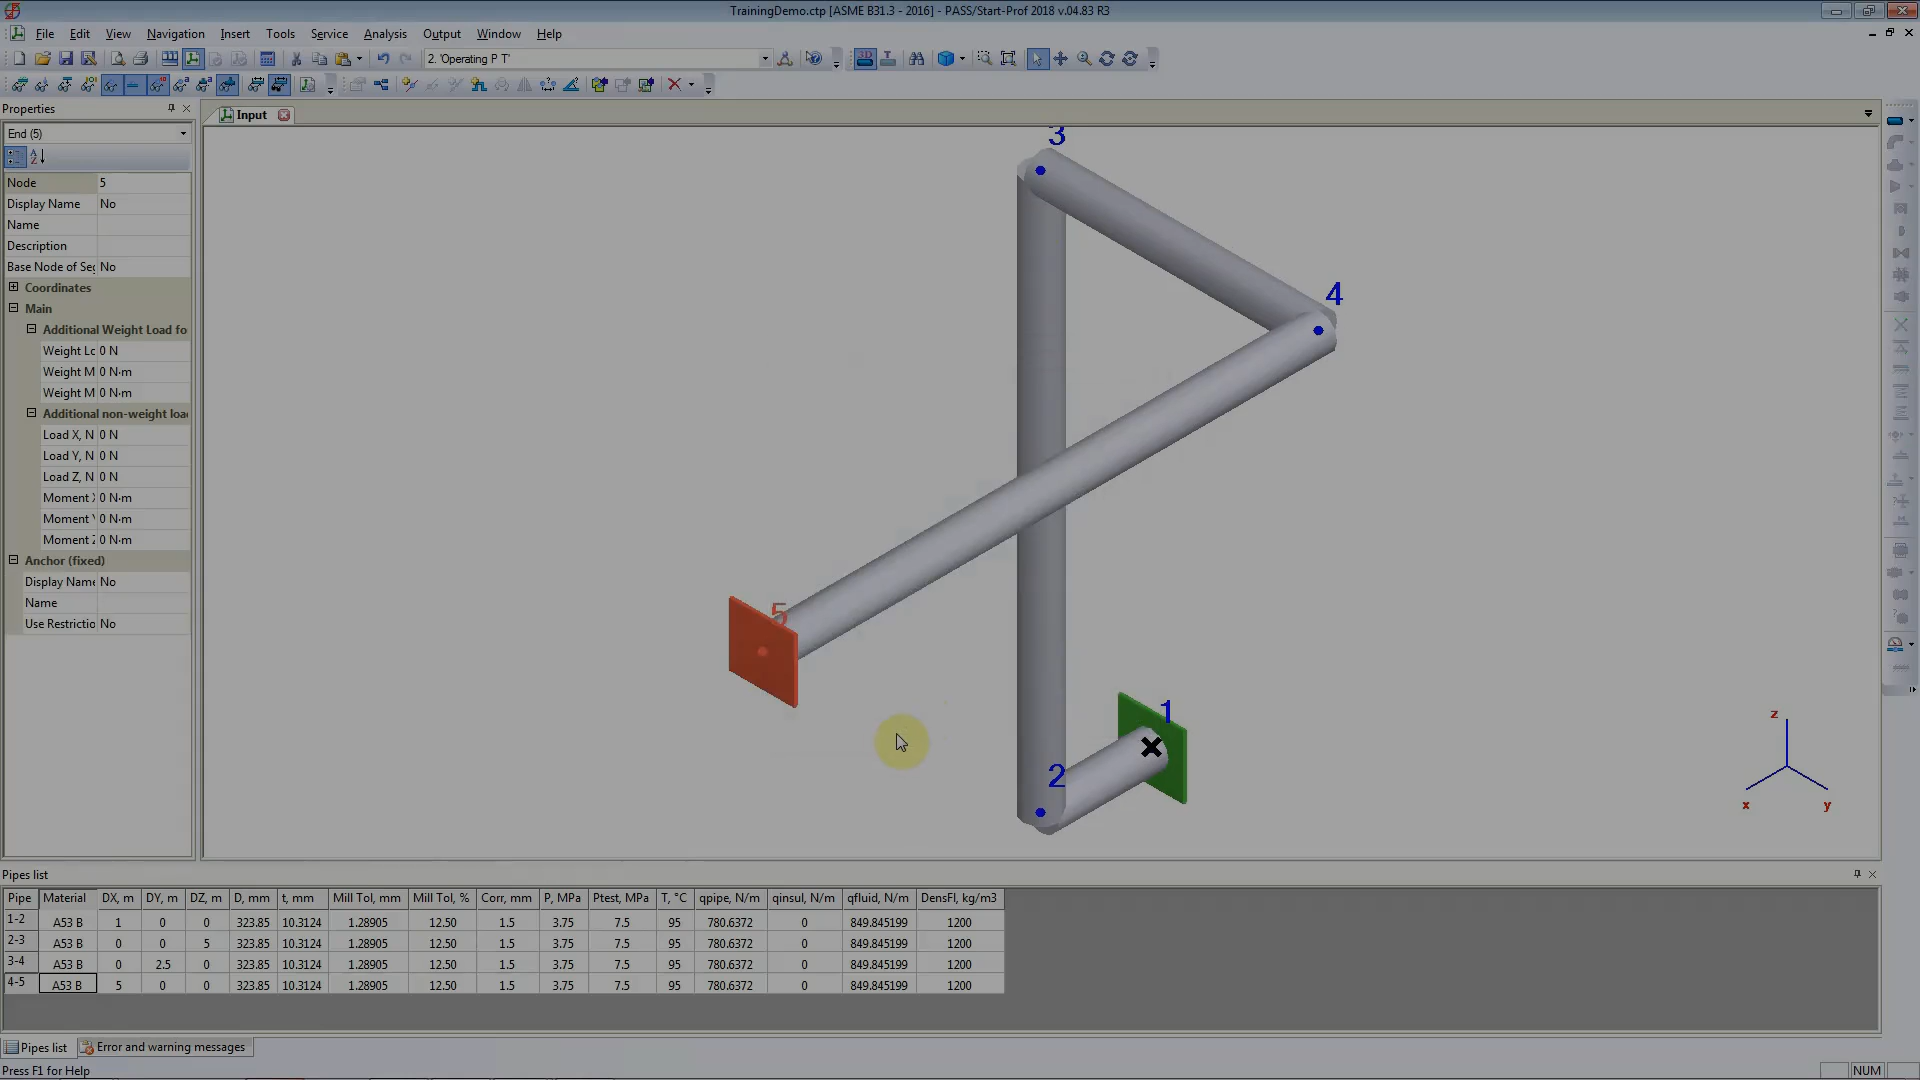 TrainingDemo.ctp [ASME B31.3 - 2016] - PASS/Start-Prof 2018 v.04.83 R3
File Edit View Navigation Insert Tools Service Analysis Output Window Help
2. 'Operating P T'
Properties
Input
End (5)
Node 5
Display Name No
Name
Description
Base Node of Seg No
Coordinates
Main
Additional Weight Load fo
Weight Lo 0 N
Weight M 0 N·m
Weight M 0 N·m
Additional non-weight load
Load X, N 0 N
Load Y, N 0 N
Load Z, N 0 N
Moment X 0 N·m
Moment Y 0 N·m
Moment Z 0 N·m
Anchor (fixed)
Display Name No
Name
Use Restrictio No
3
4
5
1
2
z
x y
Pipes list
Pipe Material DX, m DY, m DZ, m D, mm t, mm Mill Tol, mm Mill Tol, % Corr, mm P, MPa Ptest, MPa T, °C qpipe, N/m qinsul, N/m qfluid, N/m DensFl, kg/m3
1-2 A53 B 1 0 0 323.85 10.3124 1.28905 12.50 1.5 3.75 7.5 95 780.6372 0 849.845199 1200
2-3 A53 B 0 0 5 323.85 10.3124 1.28905 12.50 1.5 3.75 7.5 95 780.6372 0 849.845199 1200
3-4 A53 B 0 2.5 0 323.85 10.3124 1.28905 12.50 1.5 3.75 7.5 95 780.6372 0 849.845199 1200
4-5 A53 B 5 0 0 323.85 10.3124 1.28905 12.50 1.5 3.75 7.5 95 780.6372 0 849.845199 1200
Pipes list Error and warning messages
Press F1 for Help NUM